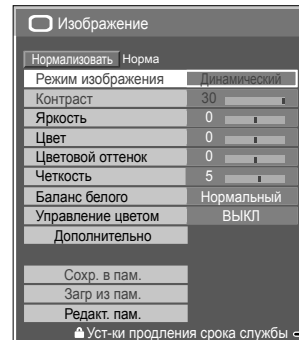 Изображение
Нормализовать Норма
Режим изображения Динамический
Контраст 30
Яркость 0
Цвет 0
Цветовой оттенок 0
Четкость 5
Баланс белого Нормальный
Управление цветом ВЫКЛ
Дополнительно
Сохр. в пам.
Загр из пам.
Редакт. пам.
Уст-ки продления срока службы